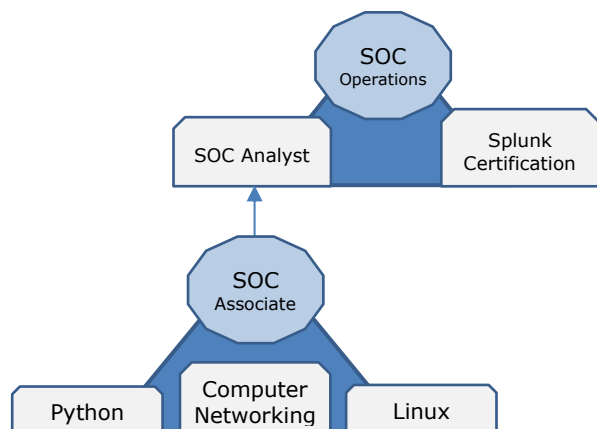 SOC
Operations
SOC Analyst
Splunk
Certification
SOC
Associate
Python
Computer
Networking
Linux